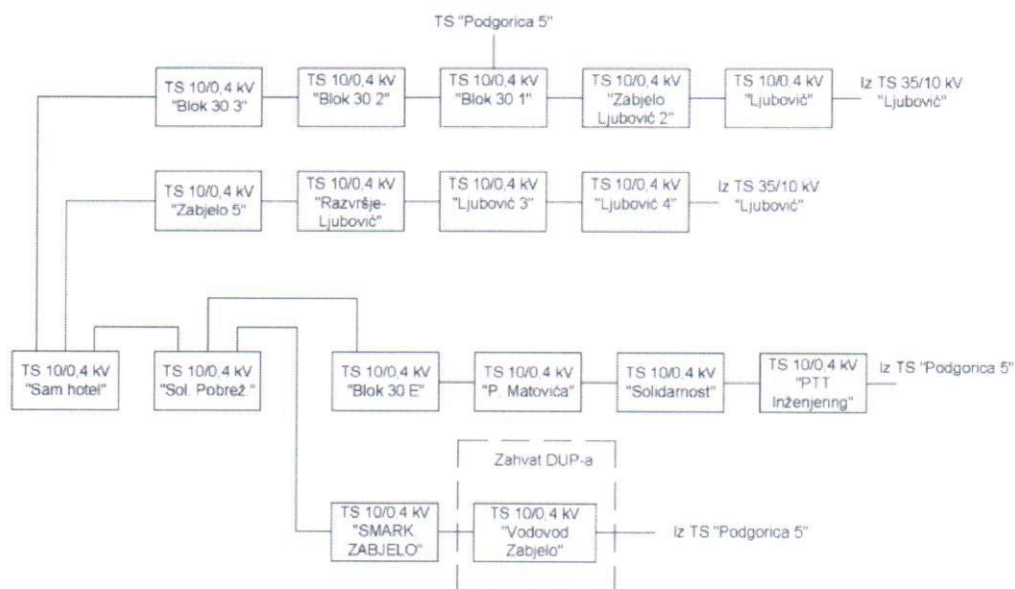 TS "Podgorica 5"
TS 10/0,4 kV
"Blok 30 3"
TS 10/0,4 kV
"Blok 30 2"
TS 10/0,4 kV
"Blok 30 1"
TS 10/0,4 kV
"Zabjelo
Ljubović 2"
TS 10/0,4 kV
"Ljubović"
Iz TS 35/10 kV
"Ljubović"
TS 10/0,4 kV
"Zabjelo 5"
TS 10/0,4 kV
"Razvršje-
Ljubović"
TS 10/0,4 kV
"Ljubović 3"
TS 10/0,4 kV
"Ljubović 4"
Iz TS 35/10 kV
"Ljubović"
TS 10/0,4 kV
"Sam hotel"
TS 10/0,4 kV
"Sol. Pobrež."
TS 10/0,4 kV
"Blok 30 E"
TS 10/0,4 kV
"P. Matovića"
TS 10/0,4 kV
"Solidarnost"
TS 10/0,4 kV
"PTT
Inženjering"
Iz TS "Podgorica 5"
Zahvat DUP-a
TS 10/0,4 kV
"SMARK.
ZABJELO"
TS 10/0,4 kV
"Vodovod
Zabjelo"
Iz TS "Podgorica 5"